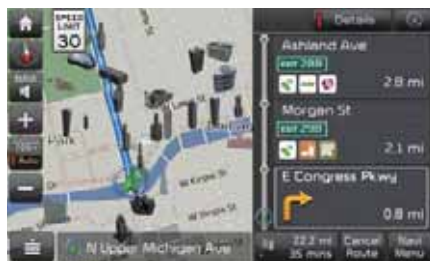 SPEED
LIMIT
30
Details
Ashland Ave
EXIT 28B
2.8 mi
Morgan St
EXIT 29B
2.1 mi
E Congress Pkwy
0.8 mi
Park
W Kinzie St
Auto
N Upper Michigan Ave
22.2 mi
35 mins
Cancel
Route
Navi
Menu